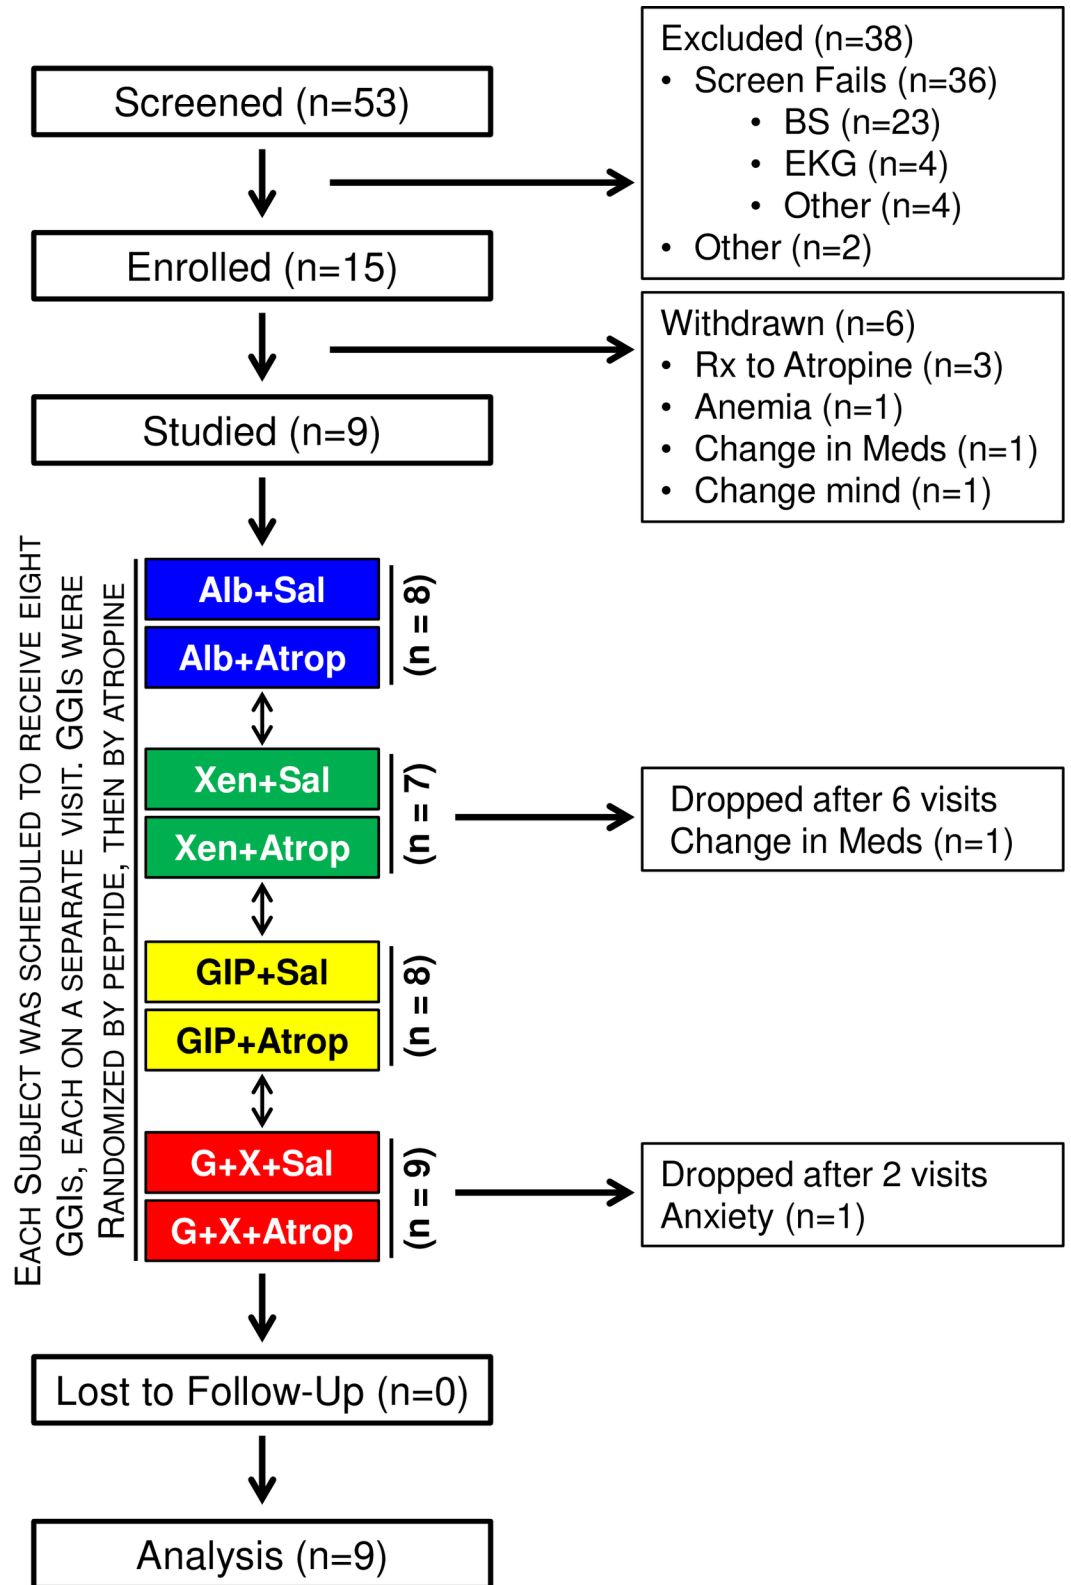 Screened (n=53)
Excluded (n=38)
• Screen Fails (n=36)
• BS (n=23)
• EKG (n=4)
• Other (n=4)
• Other (n=2)
Enrolled (n=15)
Withdrawn (n=6)
• Rx to Atropine (n=3)
• Anemia (n=1)
• Change in Meds (n=1)
• Change mind (n=1)
Studied (n=9)
EACH SUBJECT WAS SCHEDULED TO RECEIVE EIGHT
GGIS, EACH ON A SEPARATE VISIT. GGIS WERE
RANDOMIZED BY PEPTIDE, THEN BY ATROPINE
Alb+Sal
Alb+Atrop
(n = 8)
Xen+Sal
Xen+Atrop
(n = 7)
Dropped after 6 visits
Change in Meds (n=1)
GIP+Sal
GIP+Atrop
(n = 8)
G+X+Sal
G+X+Atrop
(n = 9)
Dropped after 2 visits
Anxiety (n=1)
Lost to Follow-Up (n=0)
Analysis (n=9)